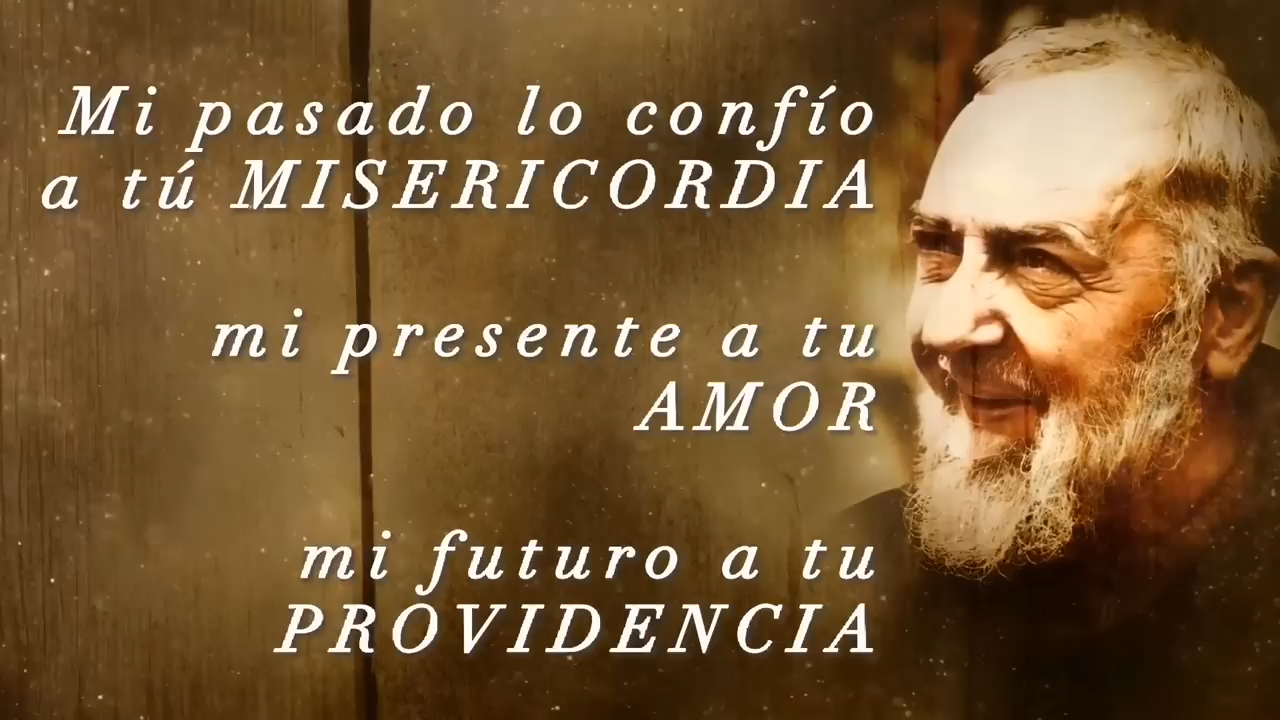 Mi pasado lo confío
a tú MISERICORDIA
mi presente a tu
AMOR
mi futuro a tu
PROVIDENCIA